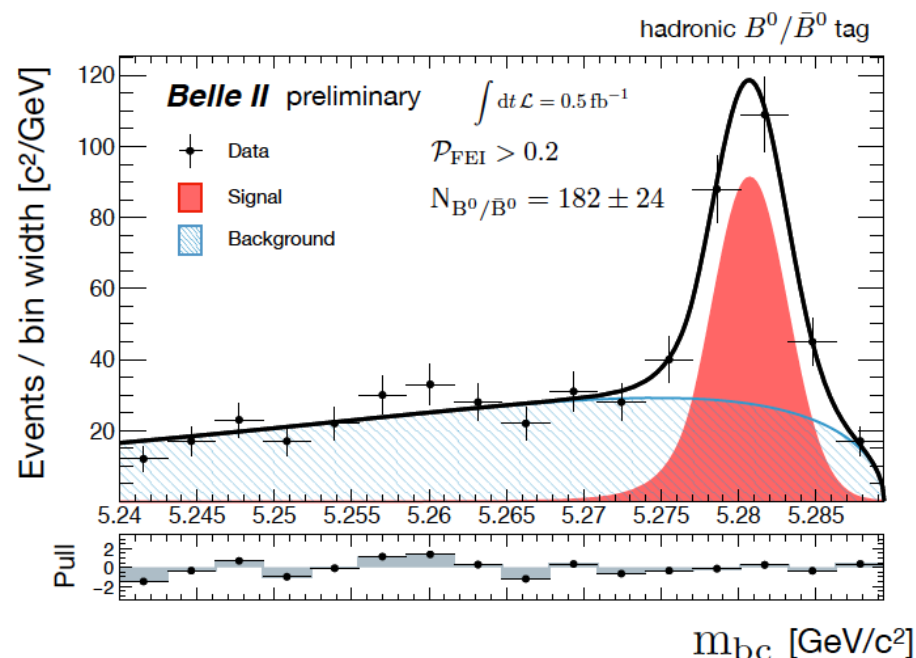 hadronic B⁰/B̄⁰ tag
Events / bin width [c²/GeV]
120
100
80
60
40
20
Belle II preliminary
∫ dt 𝓛 = 0.5 fb⁻¹
Data
𝒫FEI > 0.2
Signal
N_B⁰/B̄⁰ = 182 ± 24
Background
5.24 5.245 5.25 5.255 5.26 5.265 5.27 5.275 5.28 5.285
Pull
2
0
−2
m_bc [GeV/c²]